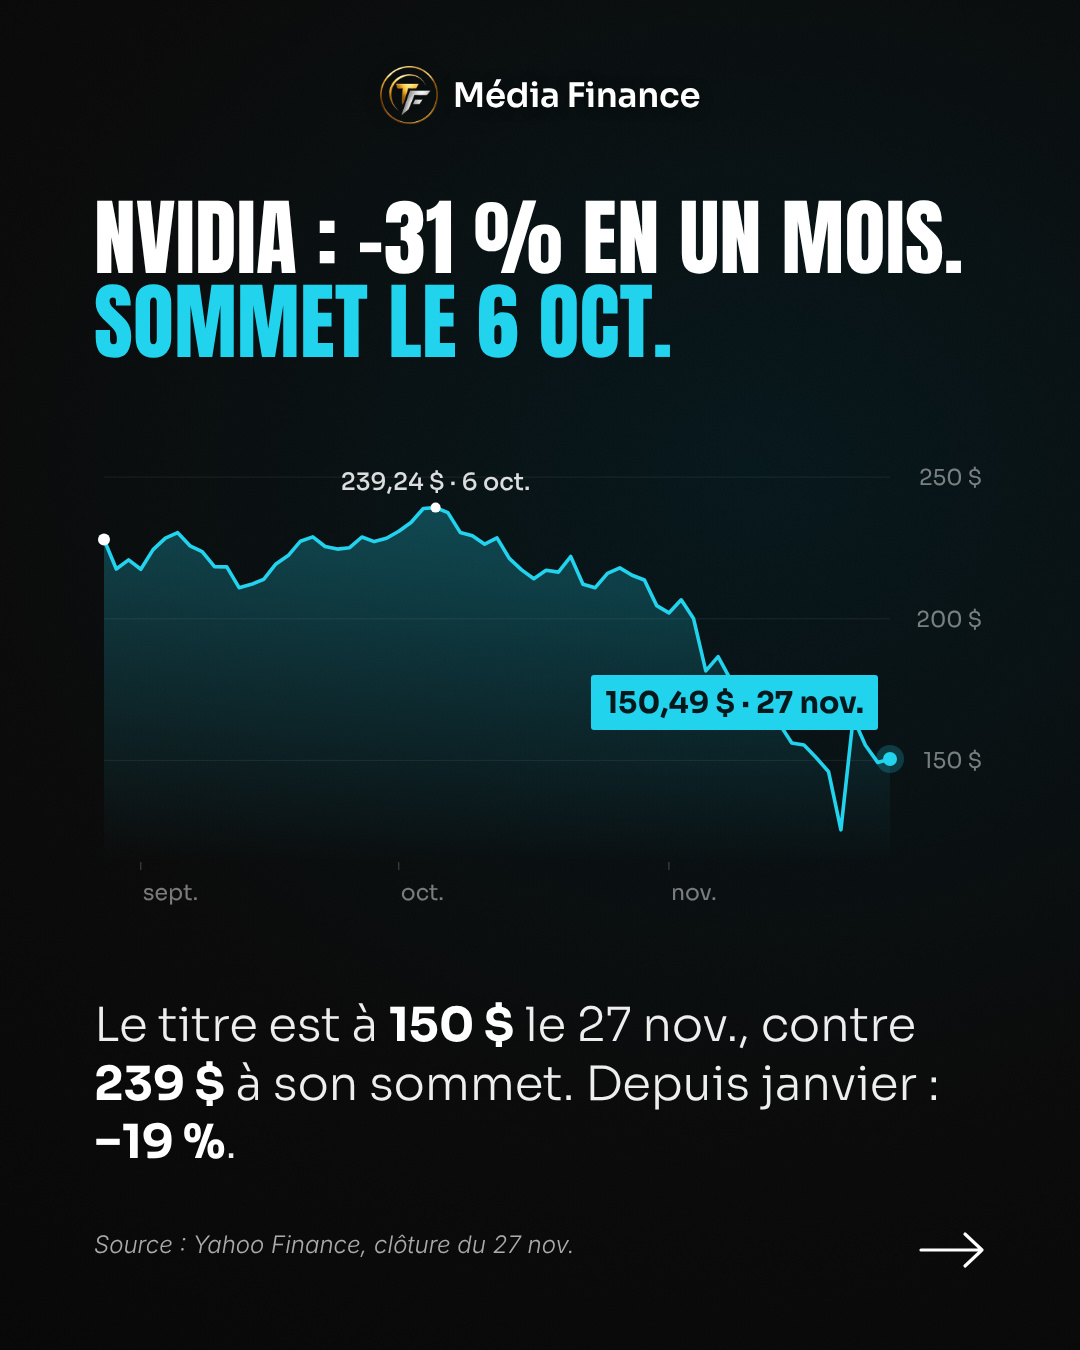 TF Média Finance
NVIDIA : -31 % EN UN MOIS.
SOMMET LE 6 OCT.
239,24 $ · 6 oct.
250 $
200 $
150,49 $ · 27 nov.
150 $
sept.
oct.
nov.
Le titre est à 150 $ le 27 nov., contre
239 $ à son sommet. Depuis janvier :
−19 %.
Source : Yahoo Finance, clôture du 27 nov.